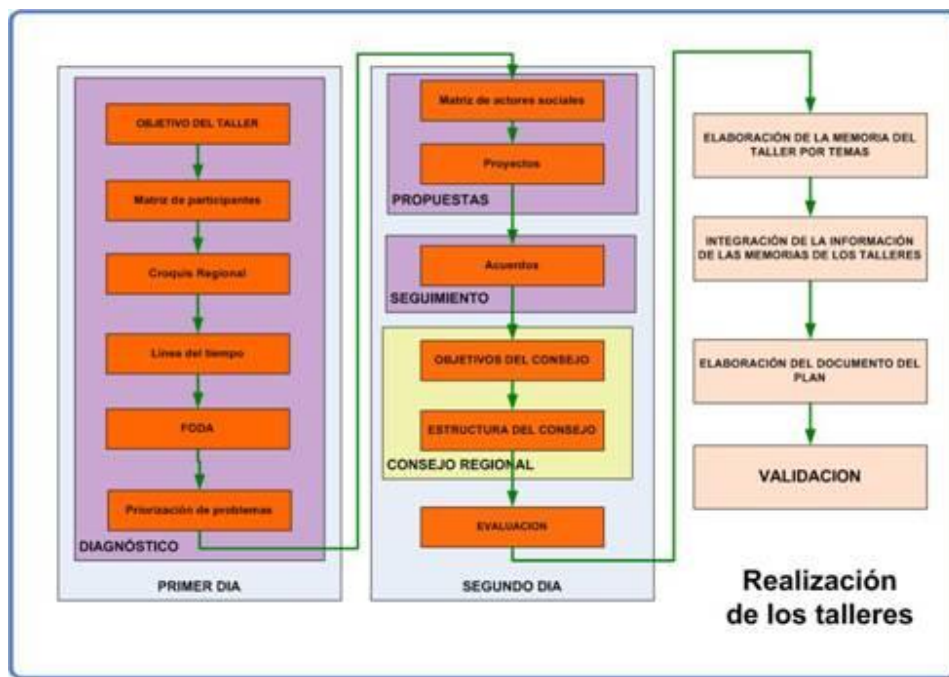 OBJETIVO DEL TALLER
Matriz de participantes
Croquis Regional
Línea del tiempo
FODA
Priorización de problemas
DIAGNÓSTICO
PRIMER DIA
Matriz de actores sociales
Proyectos
PROPUESTAS
Acuerdos
SEGUIMIENTO
OBJETIVOS DEL CONSEJO
ESTRUCTURA DEL CONSEJO
CONSEJO REGIONAL
EVALUACION
SEGUNDO DIA
ELABORACIÓN DE LA MEMORIA DEL
TALLER POR TEMAS
INTEGRACIÓN DE LA INFORMACIÓN
DE LAS MEMORIAS DE LOS TALLERES
ELABORACIÓN DEL DOCUMENTO DEL
PLAN
VALIDACION
Realización
de los talleres